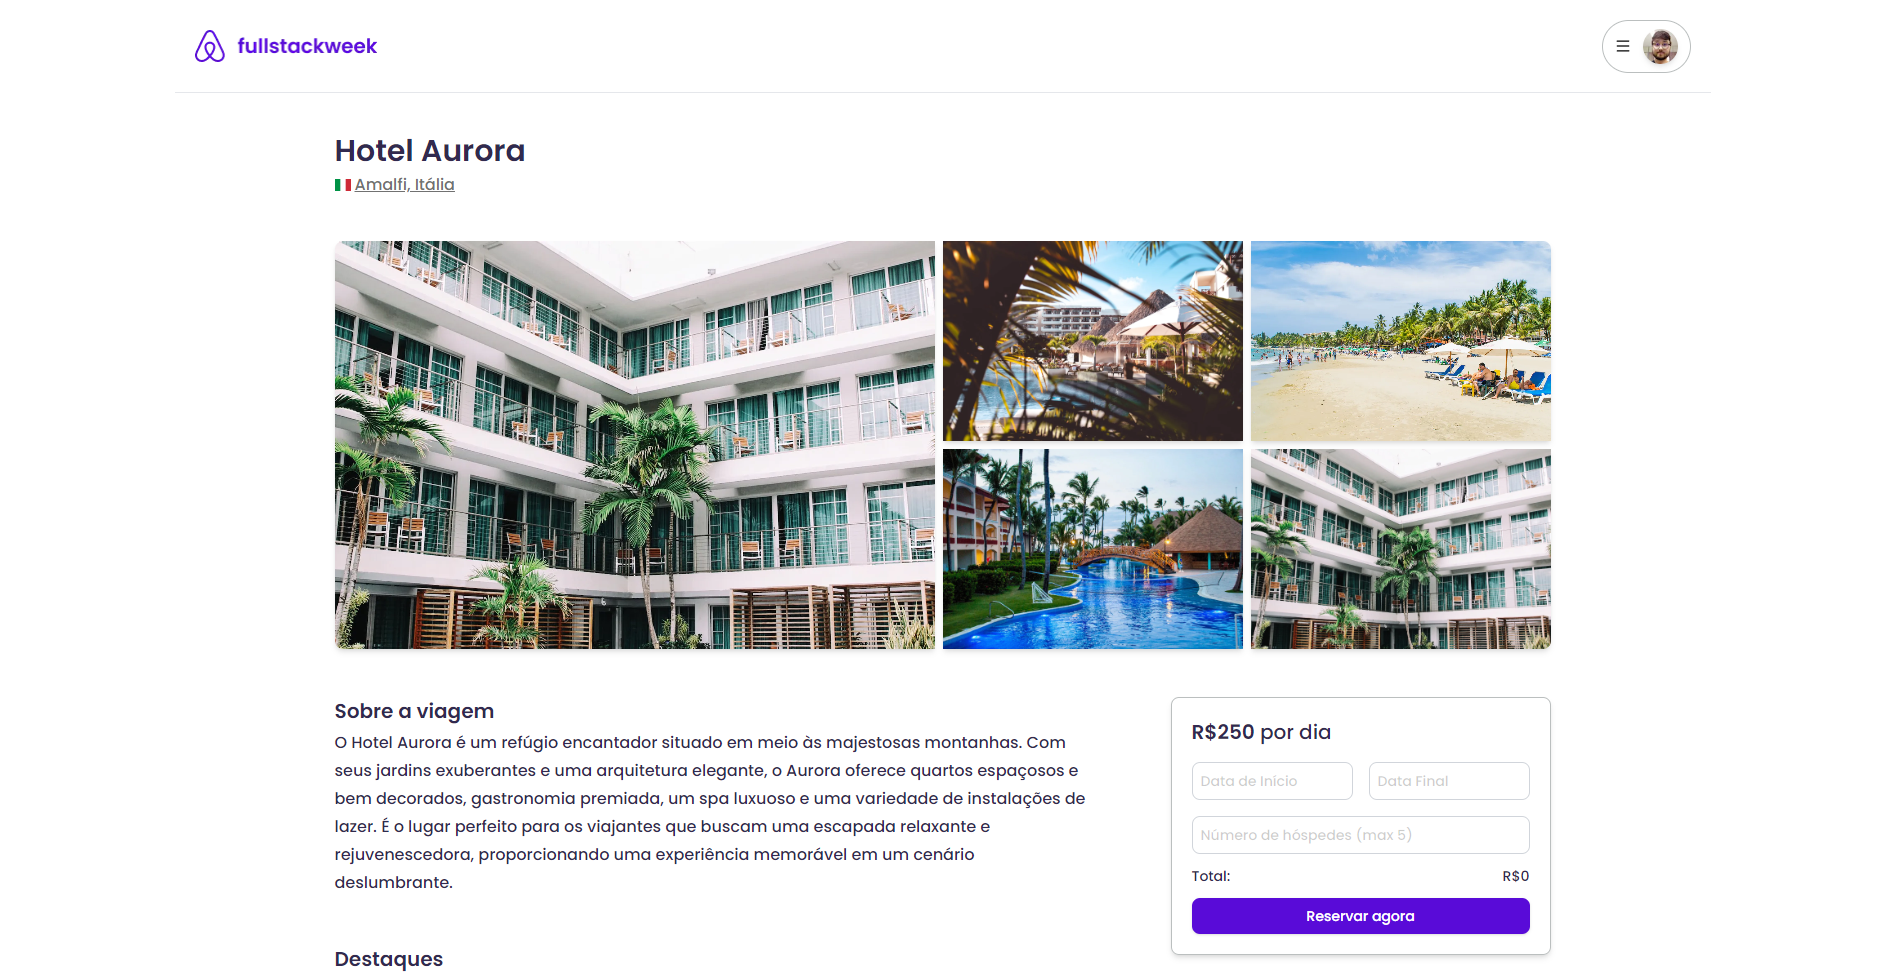 fullstackweek
Hotel Aurora
Amalfi, Itália
Sobre a viagem
O Hotel Aurora é um refúgio encantador situado em meio às majestosas montanhas. Com
seus jardins exuberantes e uma arquitetura elegante, o Aurora oferece quartos espaçosos e
bem decorados, gastronomia premiada, um spa luxuoso e uma variedade de instalações de
lazer. É o lugar perfeito para os viajantes que buscam uma escapada relaxante e
rejuvenescedora, proporcionando uma experiência memorável em um cenário
deslumbrante.
Destaques
R$250 por dia
Data de Início
Data Final
Número de hóspedes (max 5)
Total:
R$0
Reservar agora